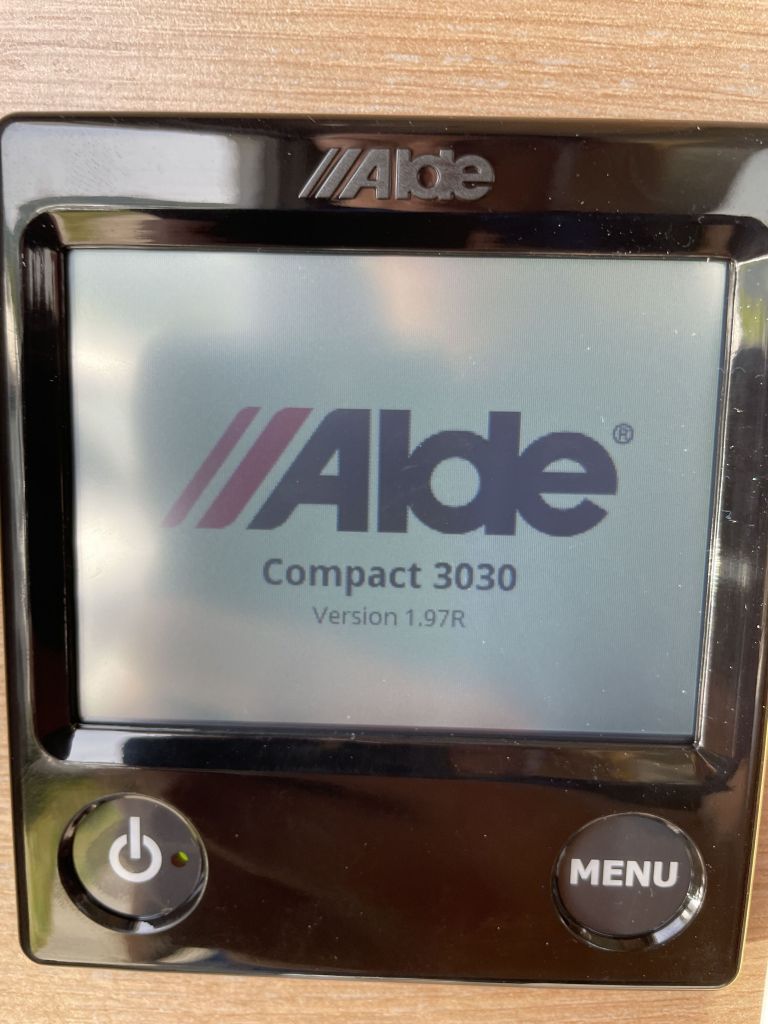 Alde
Alde®
Compact 3030
Version 1.97R
MENU